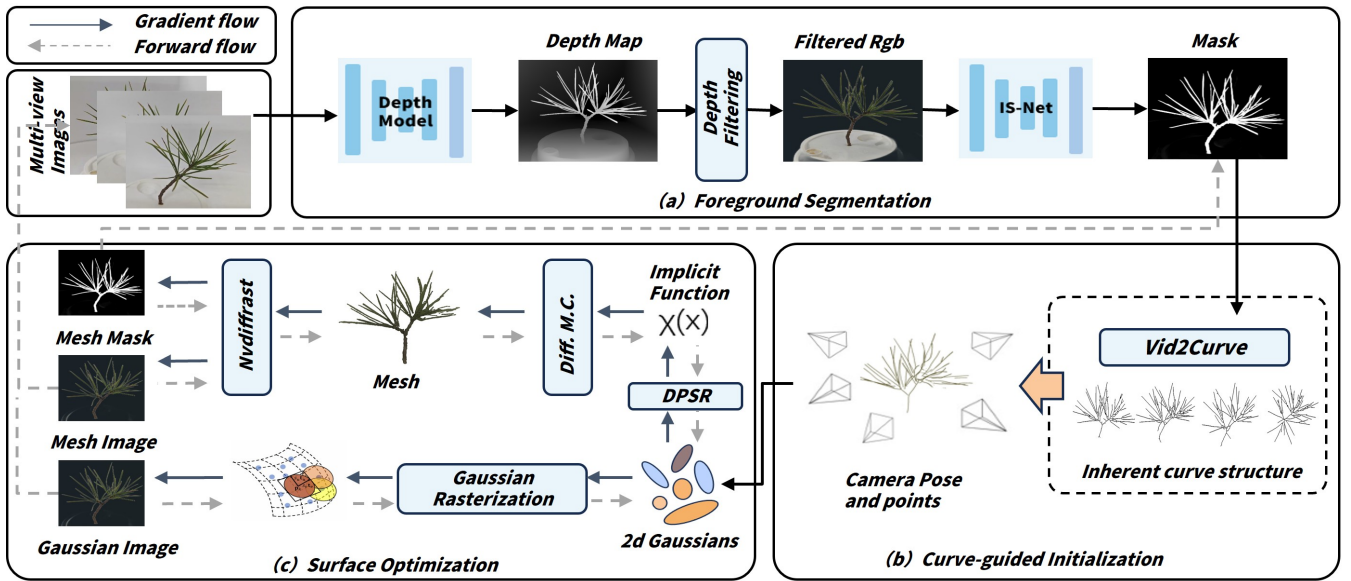 Gradient flow
Forward flow
Multi-view
Images
Depth
Model
Depth Map
Depth
Filtering
Filtered Rgb
IS-Net
Mask
（a）Foreground Segmentation
Mesh Mask
Mesh Image
Gaussian Image
Nvdiffrast
Mesh
Diff. M.C.
Implicit
Function
χ(x)
DPSR
Gaussian
Rasterization
2d Gaussians
（c）Surface Optimization
Vid2Curve
Inherent curve structure
Camera Pose
and points
（b）Curve-guided Initialization